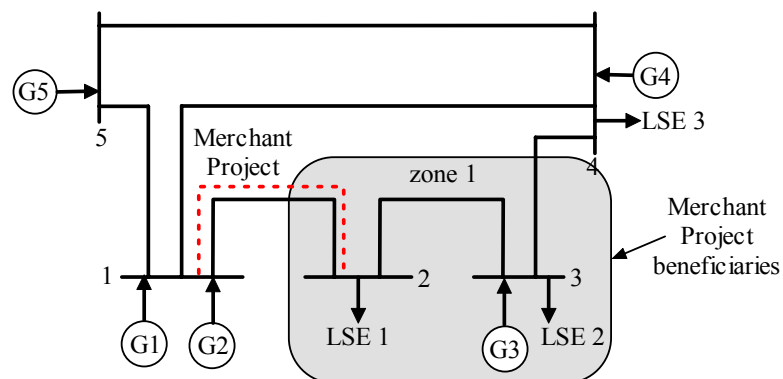 G5
G4
5
LSE 3
Merchant
Project
zone 1
4
Merchant
Project
beneficiaries
1
2
3
LSE 1
LSE 2
G1
G2
G3